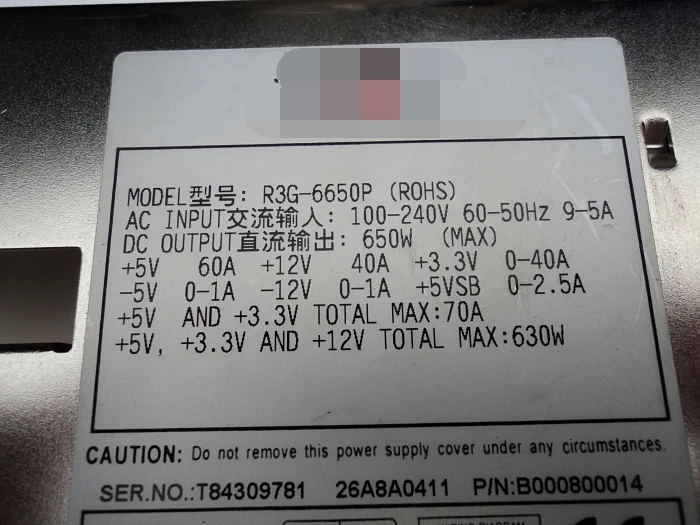 MODEL型号: R3G-6650P (ROHS)
AC INPUT交流输入: 100-240V 60-50Hz 9-5A
DC OUTPUT直流输出: 650W (MAX)
+5V 60A +12V 40A +3.3V 0-40A
-5V 0-1A -12V 0-1A +5VSB 0-2.5A
+5V AND +3.3V TOTAL MAX:70A
+5V, +3.3V AND +12V TOTAL MAX:630W
CAUTION: Do not remove this power supply cover under any circumstances.
SER.NO.:T84309781 26A8A0411 P/N:B000800014
WIRING DIAGRAM